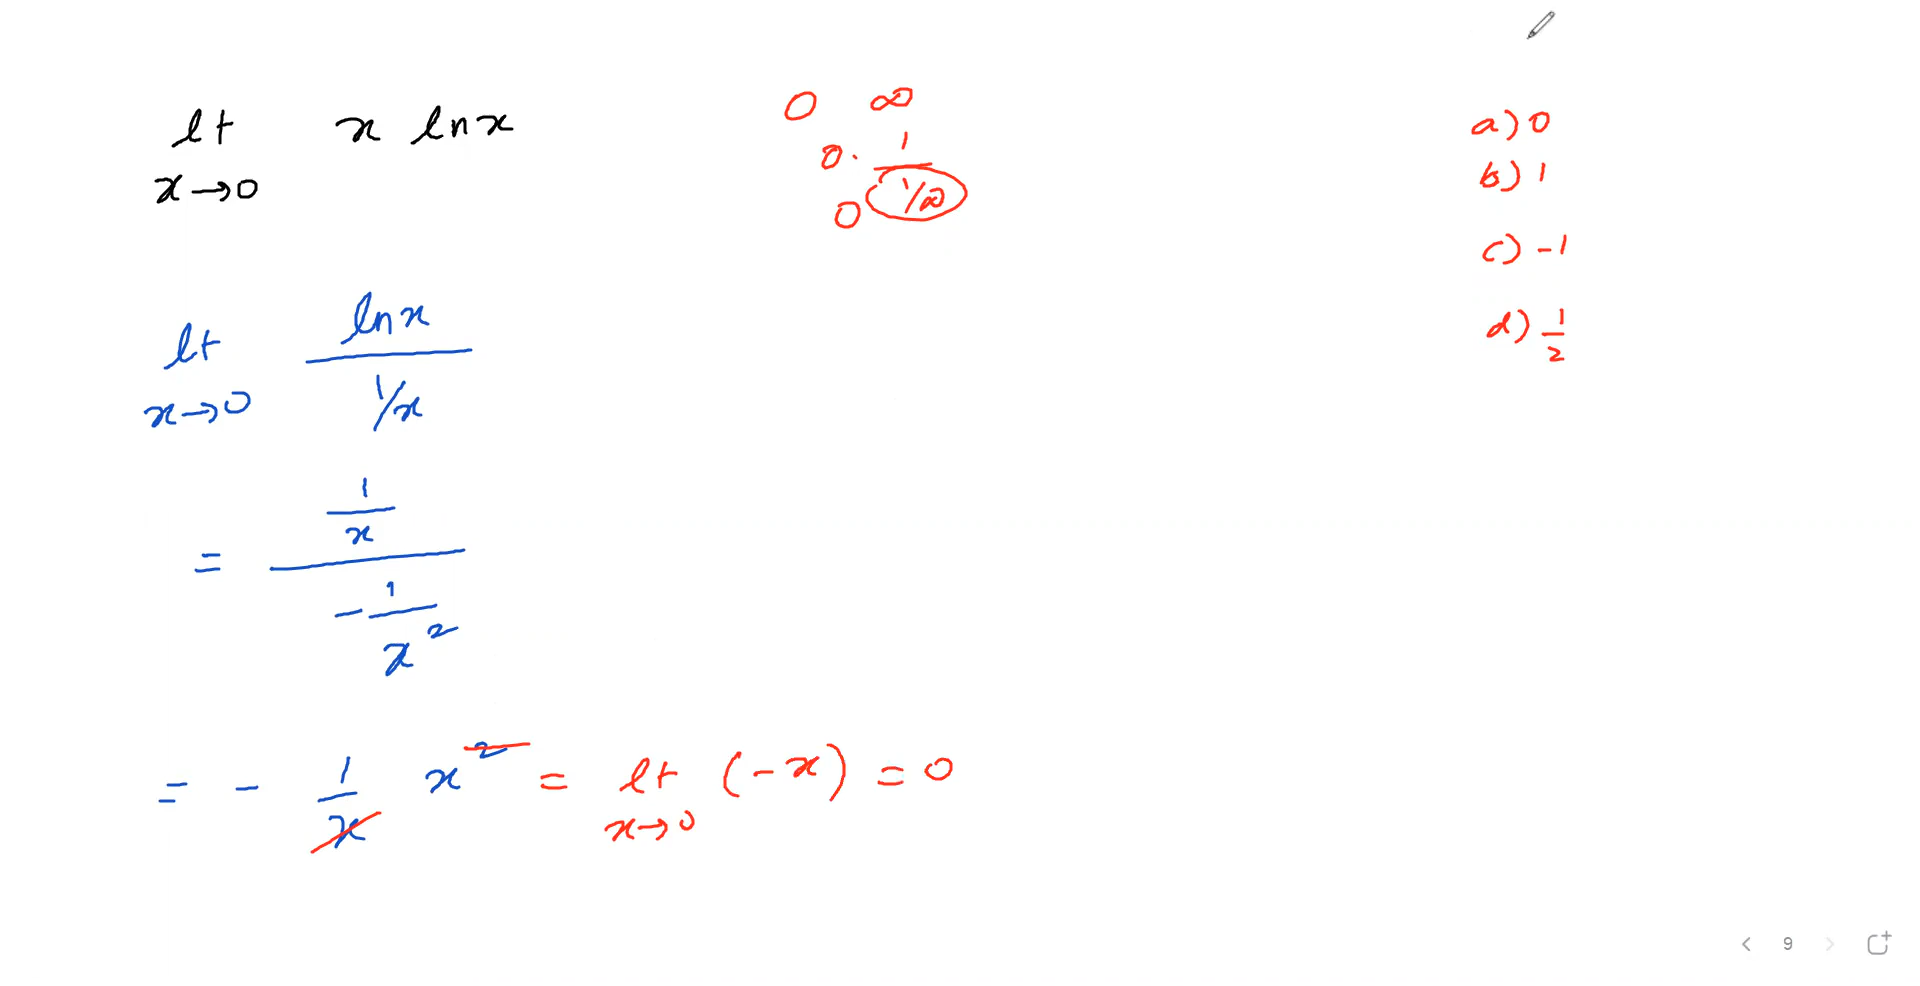 lt x→0 x ln x
0 ∞
0 · 1/(1/∞)
0
a) 0
b) 1
c) -1
d) 1/2
lt x→0 ln x / (1/x)
= (1/x) / (-1/x²)
= - 1/x x² = lt x→0 (-x) = 0
9